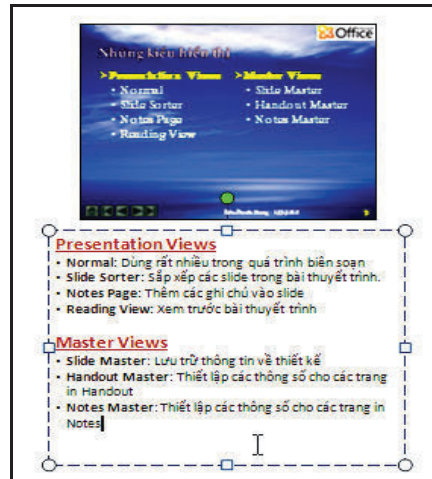 Office
Những kiểu hiển thị
➢Presentation Views
• Normal
• Slide Sorter
• Notes Page
• Reading View
➢Master Views
• Slide Master
• Handout Master
• Notes Master
Presentation Views
• Normal: Dùng rất nhiều trong quá trình biên soạn
• Slide Sorter: Sắp xếp các slide trong bài thuyết trình.
• Notes Page: Thêm các ghi chú vào slide
• Reading View: Xem trước bài thuyết trình
Master Views
• Slide Master: Lưu trữ thông tin về thiết kế
• Handout Master: Thiết lập các thông số cho các trang
in Handout
• Notes Master: Thiết lập các thông số cho các trang in
Notes